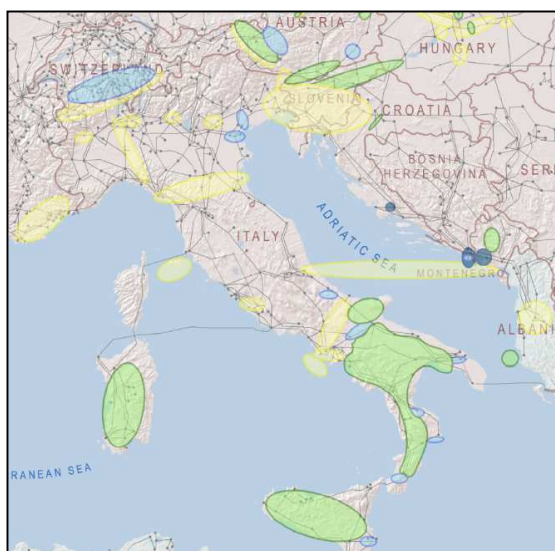 AUSTRIA
HUNGARY
SWITZERLAND
SLOVENIA
CROATIA
BOSNIA
HERZEGOVINA
SER
ADRIATIC SEA
ITALY
MONTENEGRO
ALBANI
RANEAN SEA